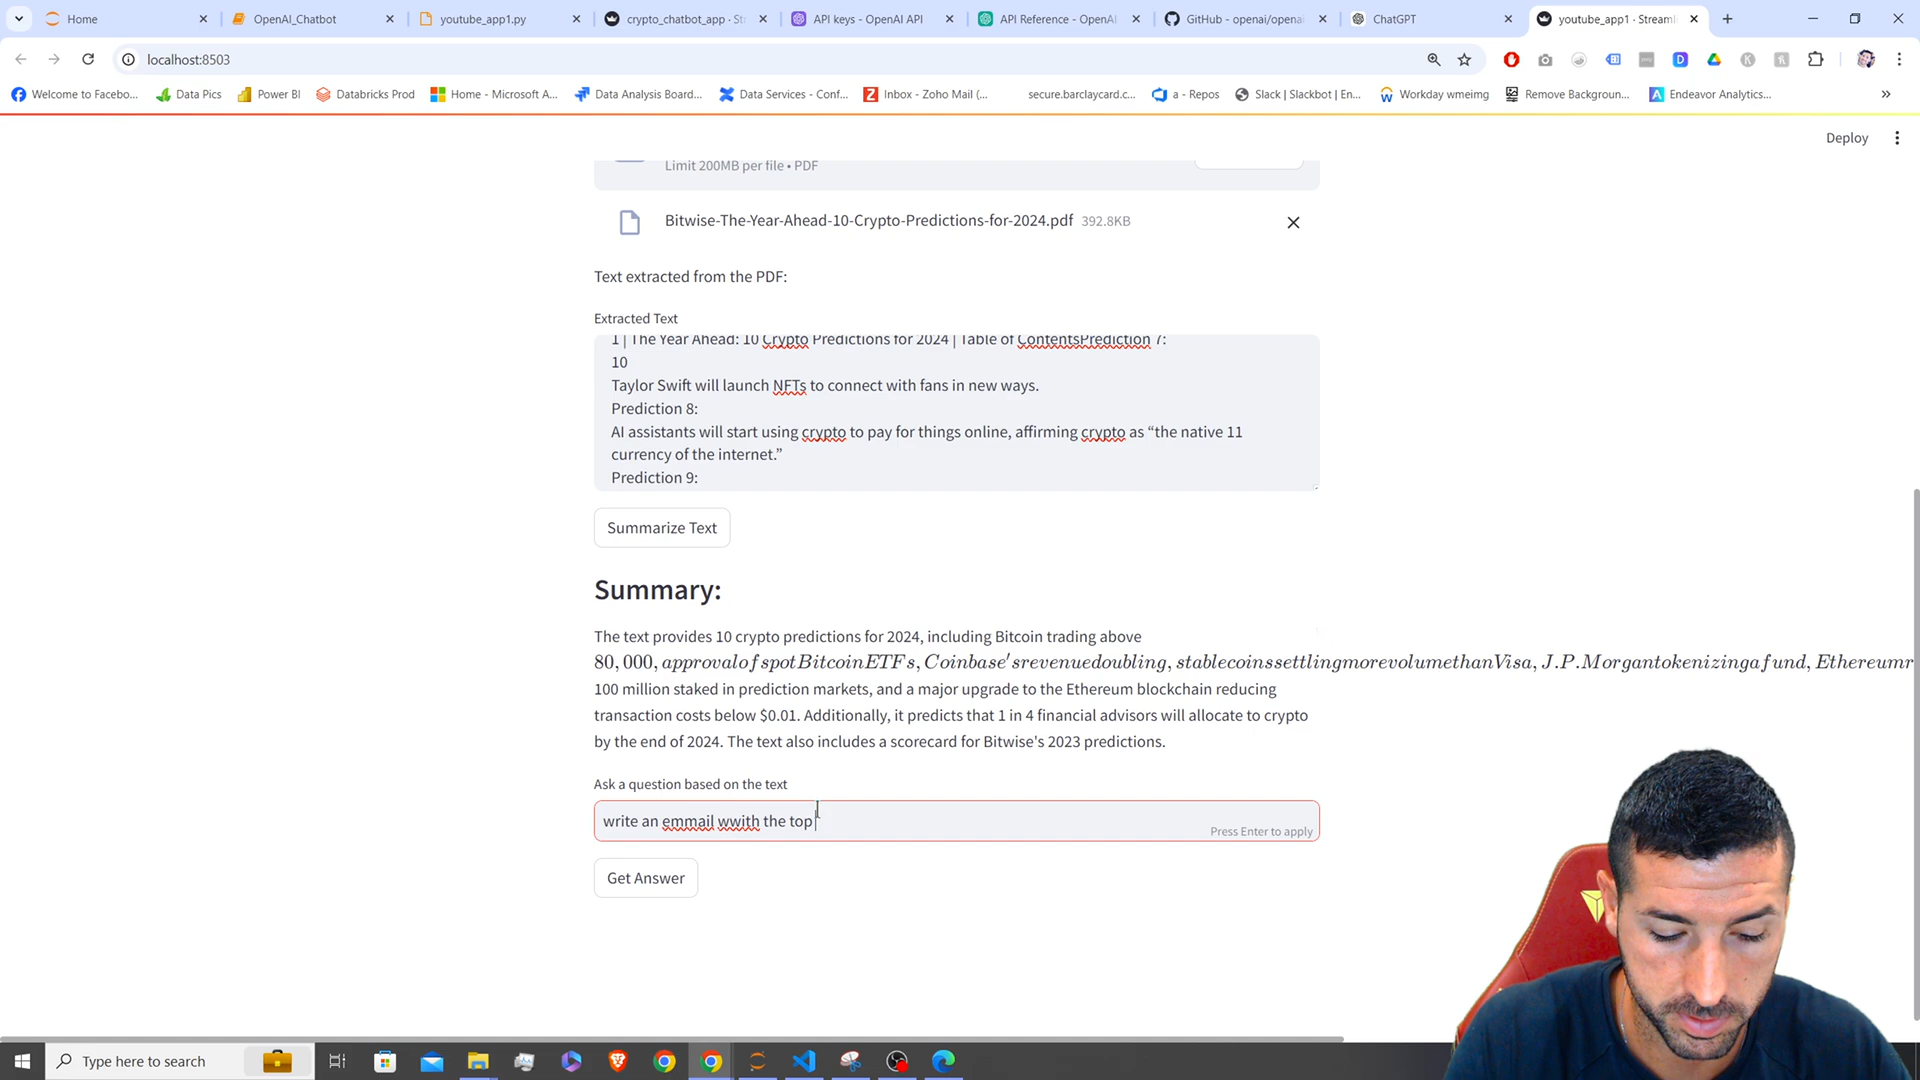 Home
OpenAI_Chatbot
youtube_app1.py
crypto_chatbot_app - St
API keys - OpenAI API
API Reference - OpenAI
GitHub - openai/openai
ChatGPT
youtube_app1 · Streaml
localhost:8503
Welcome to Facebo...
Data Pics
Power BI
Databricks Prod
Home - Microsoft A...
Data Analysis Board...
Data Services - Conf...
Inbox - Zoho Mail (...
secure.barclaycard.c...
a - Repos
Slack | Slackbot | En...
Workday wmeimg
Remove Backgroun...
Endeavor Analytics...
Deploy
Limit 200MB per file • PDF
Bitwise-The-Year-Ahead-10-Crypto-Predictions-for-2024.pdf 392.8KB
Text extracted from the PDF:
Extracted Text
1 | The Year Ahead: 10 Crypto Predictions for 2024 | Table of ContentsPrediction 7:
10
Taylor Swift will launch NFTs to connect with fans in new ways.
Prediction 8:
AI assistants will start using crypto to pay for things online, affirming crypto as “the native 11
currency of the internet.”
Prediction 9:
Summarize Text
Summary:
The text provides 10 crypto predictions for 2024, including Bitcoin trading above
80,000,approvalofspotBitcoinETFs,Coinbase′srevenuedoubling,stablecoinssettlingmorevolumethanVisa,J.P.Morgantokenizingafund,Ethereumr
100 million staked in prediction markets, and a major upgrade to the Ethereum blockchain reducing
transaction costs below $0.01. Additionally, it predicts that 1 in 4 financial advisors will allocate to crypto
by the end of 2024. The text also includes a scorecard for Bitwise's 2023 predictions.
Ask a question based on the text
write an emmail wwith the top
Press Enter to apply
Get Answer
Type here to search